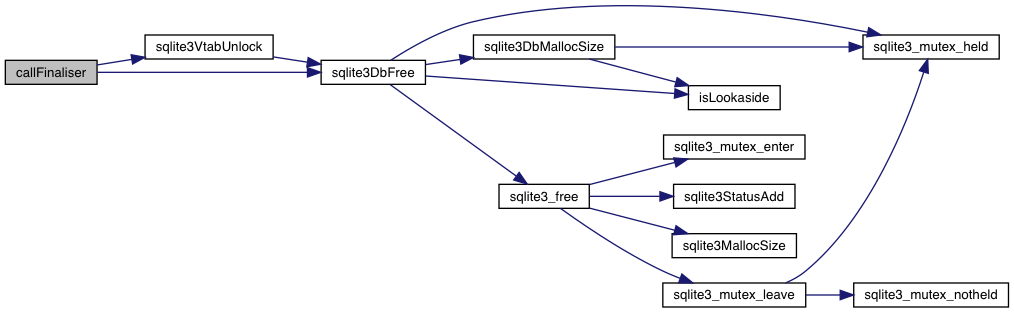 callFinaliser
sqlite3VtabUnlock
sqlite3DbFree
sqlite3DbMallocSize
sqlite3_mutex_held
isLookaside
sqlite3_free
sqlite3_mutex_enter
sqlite3StatusAdd
sqlite3MallocSize
sqlite3_mutex_leave
sqlite3_mutex_notheld